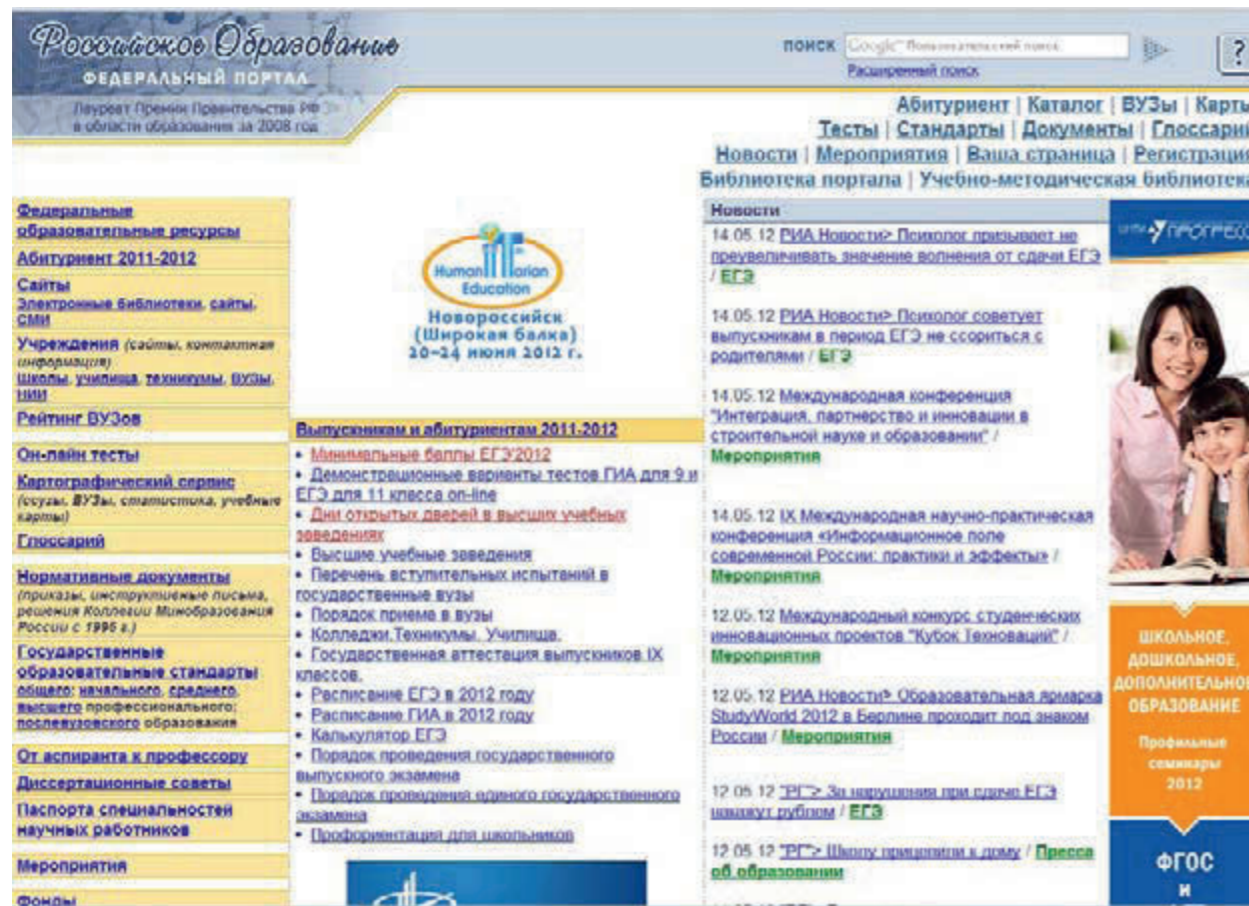 Российское Образование
ФЕДЕРАЛЬНЫЙ ПОРТАЛ
Лауреат Премии Правительства РФ
в области образования за 2008 год
ПОИСК Google™ Пользовательский поиск
Расширенный поиск
?
Абитуриент | Каталог | ВУЗы | Карты
Тесты | Стандарты | Документы | Глоссарий
Новости | Мероприятия | Ваша страница | Регистрация
Библиотека портала | Учебно-методическая библиотека
Федеральные
образовательные ресурсы
Абитуриент 2011-2012
Сайты
Электронные библиотеки, сайты,
СМИ
Учреждения (сайты, контактная
информация)
Школы, училища, техникумы, ВУЗы,
НИИ
Рейтинг ВУЗов
Он-лайн тесты
Картографический сервис
(ссузы, ВУЗы, статистика, учебные
карты)
Глоссарий
Нормативные документы
(приказы, инструктивные письма,
решения Коллегии Минобразования
России с 1996 г.)
Государственные
образовательные стандарты
общего; начального, среднего,
высшего профессионального;
послевузовского образования
От аспиранта к профессору
Диссертационные советы
Паспорта специальностей
научных работников
Мероприятия
Фонды
Human IT arian
Education
Новороссийск
(Широкая балка)
20-24 июня 2012 г.
Выпускникам и абитуриентам 2011-2012
• Минимальные баллы ЕГЭ'2012
• Демонстрационные варианты тестов ГИА для 9 и
ЕГЭ для 11 класса on-line
• Дни открытых дверей в высших учебных
заведениях
• Высшие учебные заведения
• Перечень вступительных испытаний в
государственные вузы
• Порядок приема в вузы
• Колледжи.Техникумы. Училища.
• Государственная аттестация выпускников IX
классов.
• Расписание ЕГЭ в 2012 году
• Расписание ГИА в 2012 году
• Калькулятор ЕГЭ
• Порядок проведения государственного
выпускного экзамена
• Порядок проведения единого государственного
экзамена
• Профориентация для школьников
Новости
14.05.12 РИА Новости> Психолог призывает не
преувеличивать значение волнения от сдачи ЕГЭ
/ ЕГЭ
14.05.12 РИА Новости> Психолог советует
выпускникам в период ЕГЭ не ссориться с
родителями / ЕГЭ
14.05.12 Международная конференция
"Интеграция, партнерство и инновации в
строительной науке и образовании" /
Мероприятия
14.05.12 IX Международная научно-практическая
конференция «Информационное поле
современной России: практики и эффекты» /
Мероприятия
12.05.12 Международный конкурс студенческих
инновационных проектов "Кубок Техноваций" /
Мероприятия
12.05.12 РИА Новости> Образовательная ярмарка
StudyWorld 2012 в Берлине проходит под знаком
России / Мероприятия
12.05.12 "РГ"> За нарушения при сдаче ЕГЭ
накажут рублем / ЕГЭ
12.05.12 "РГ"> Школу прицепили к дому / Пресса
об образовании
ПРОГРЕСС
ШКОЛЬНОЕ,
ДОШКОЛЬНОЕ,
ДОПОЛНИТЕЛЬНОЕ
ОБРАЗОВАНИЕ
Профильные
семинары
2012
ФГОС
и